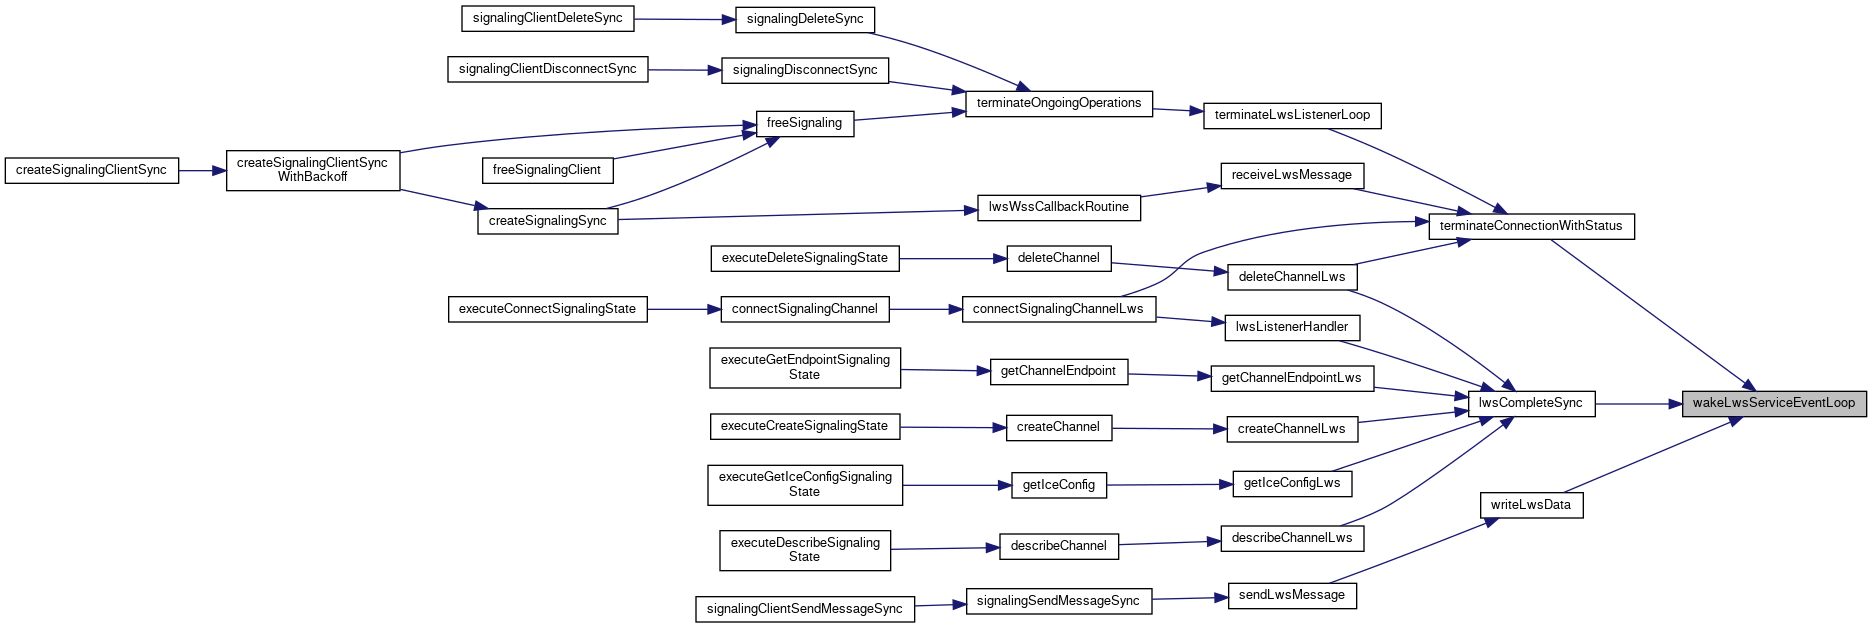 signalingClientDeleteSync
signalingDeleteSync
signalingClientDisconnectSync
signalingDisconnectSync
terminateOngoingOperations
terminateLwsListenerLoop
freeSignaling
createSignalingClientSync
createSignalingClientSync
WithBackoff
freeSignalingClient
receiveLwsMessage
createSignalingSync
lwsWssCallbackRoutine
terminateConnectionWithStatus
executeDeleteSignalingState
deleteChannel
deleteChannelLws
executeConnectSignalingState
connectSignalingChannel
connectSignalingChannelLws
lwsListenerHandler
executeGetEndpointSignaling
State
getChannelEndpoint
getChannelEndpointLws
lwsCompleteSync
wakeLwsServiceEventLoop
executeCreateSignalingState
createChannel
createChannelLws
executeGetIceConfigSignaling
State
getIceConfig
getIceConfigLws
writeLwsData
executeDescribeSignaling
State
describeChannel
describeChannelLws
signalingClientSendMessageSync
signalingSendMessageSync
sendLwsMessage